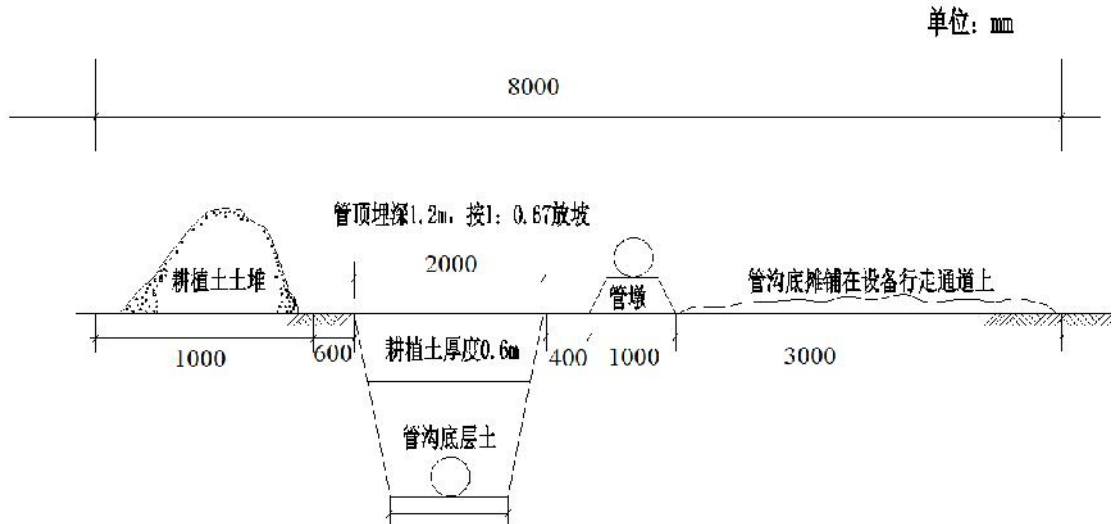 单位：mm
8000
管顶埋深1.2m，按1：0.67放坡
2000
耕植土土堆
管墩
管沟底摊铺在设备行走通道上
1000
600
耕植土厚度0.6m
400
1000
3000
管沟底层土